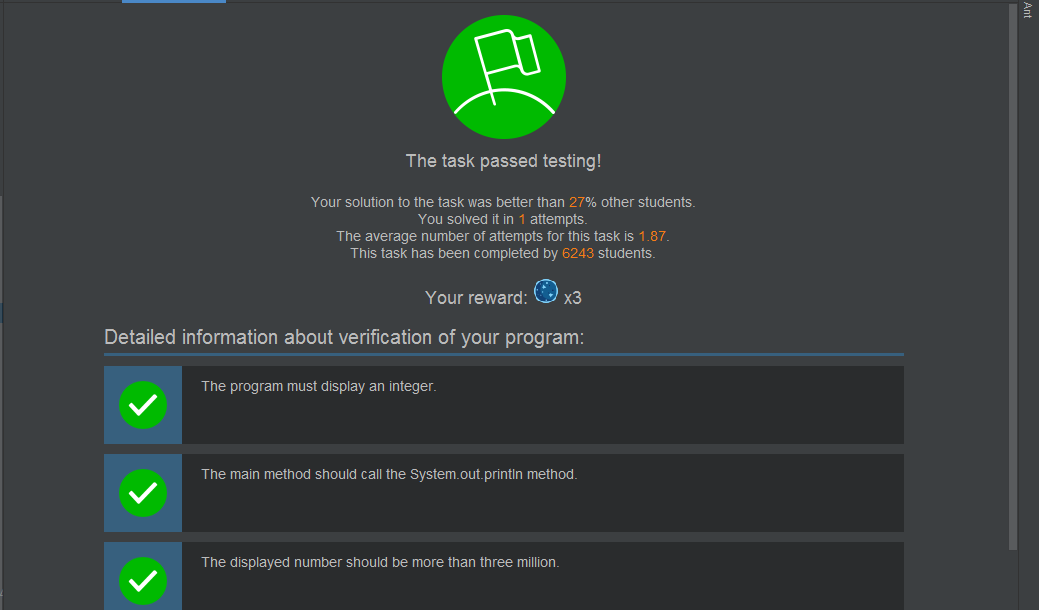 Ant
The task passed testing!
Your solution to the task was better than 27% other students.
You solved it in 1 attempts.
The average number of attempts for this task is 1.87.
This task has been completed by 6243 students.
Your reward: x3
Detailed information about verification of your program:
The program must display an integer.
The main method should call the System.out.println method.
The displayed number should be more than three million.